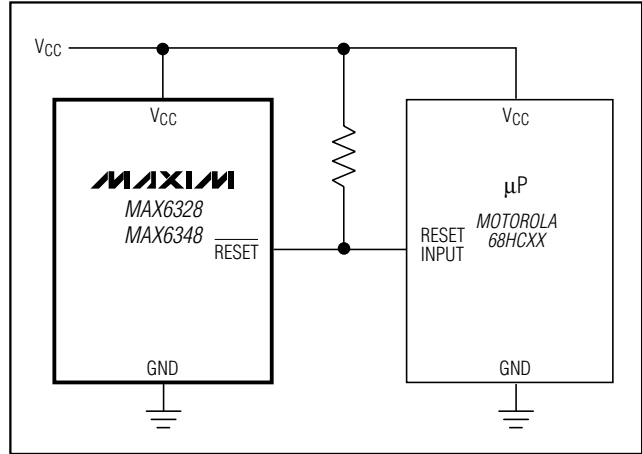 VCC
VCC
MAXIM
MAX6328
MAX6348
RESET
GND
VCC
µP
MOTOROLA
68HCXX
RESET
INPUT
GND